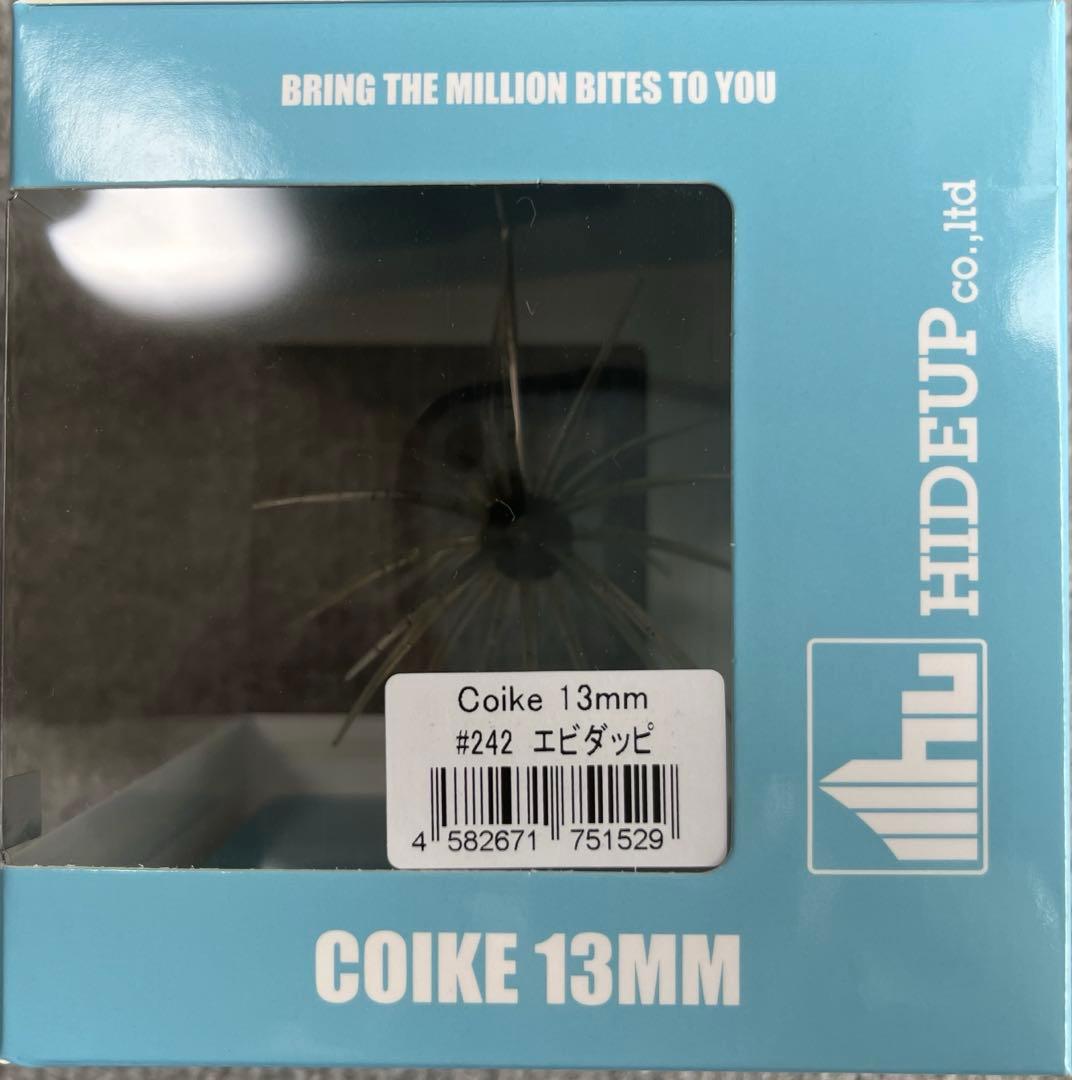 BRING THE MILLION BITES TO YOU
HIDEUP co.,ltd
hu
Coike 13mm
#242 エビダッピ
4 582671 751529
COIKE 13MM